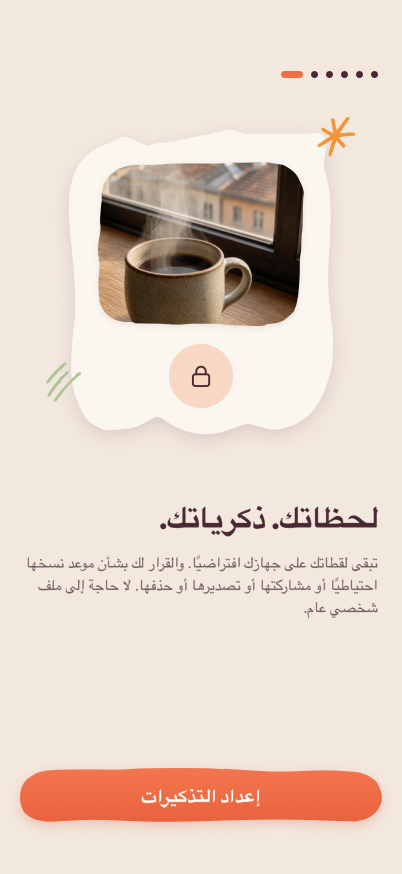 لحظاتك. ذكرياتك.
تبقى لقطاتك على جهازك افتراضيًا. والقرار لك بشأن موعد نسخها
احتياطيًا أو مشاركتها أو تصديرها أو حذفها. لا حاجة إلى ملف
شخصي عام.
إعداد التذكيرات